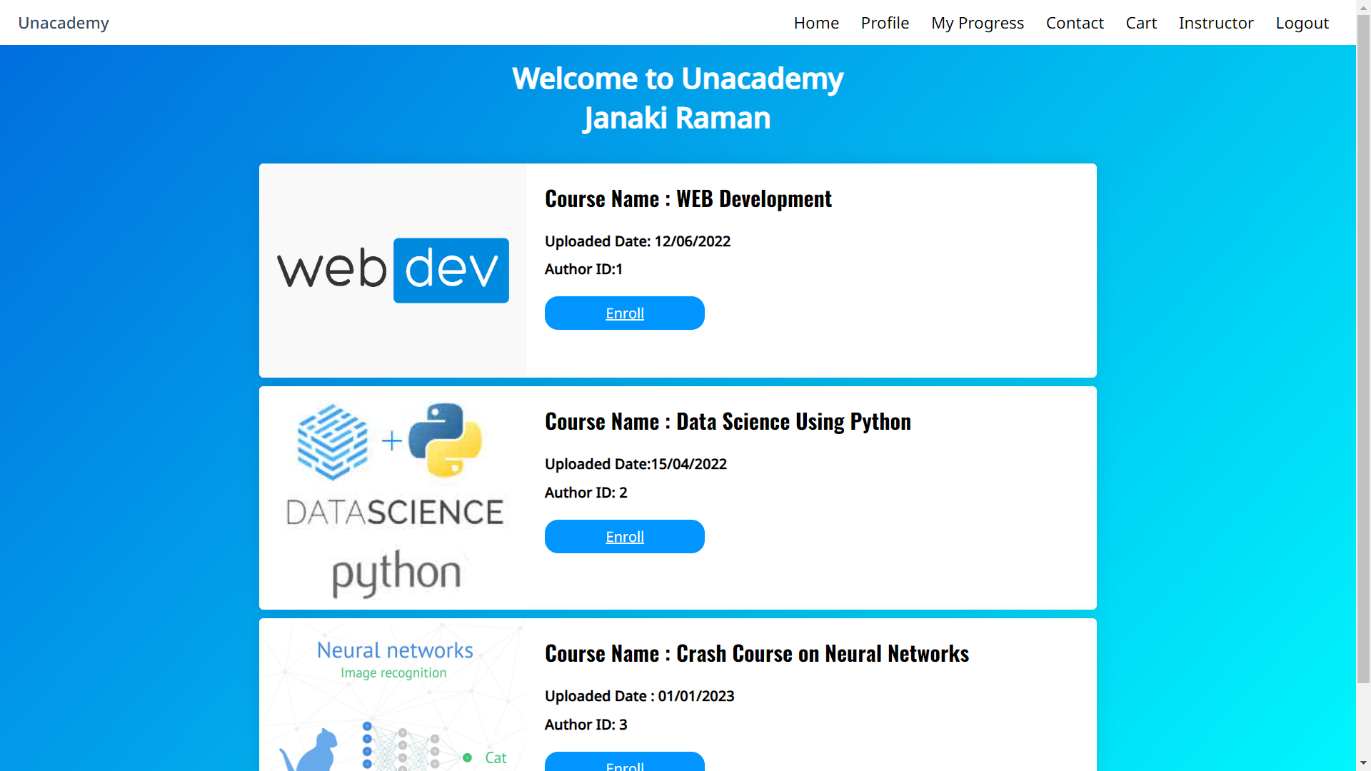 Unacademy
Home Profile My Progress Contact Cart Instructor Logout
Welcome to Unacademy
Janaki Raman
web dev
Course Name : WEB Development
Uploaded Date: 12/06/2022
Author ID:1
Enroll
DATASCIENCE
python
Course Name : Data Science Using Python
Uploaded Date:15/04/2022
Author ID: 2
Enroll
Neural networks
Image recognition
Cat
Course Name : Crash Course on Neural Networks
Uploaded Date : 01/01/2023
Author ID: 3
Enroll